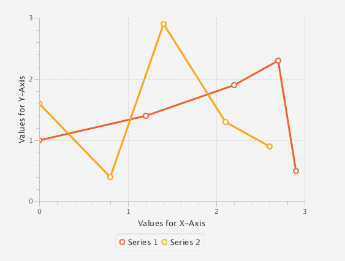 3
2
1
0
Values for Y-Axis
0
1
2
3
Values for X-Axis
Series 1 Series 2